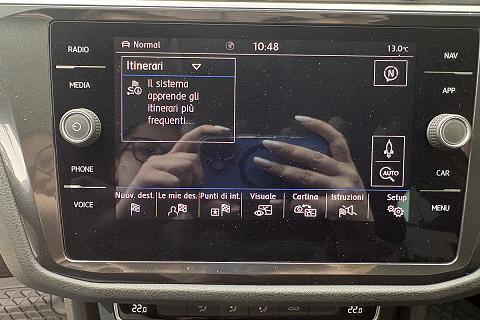 RADIO
MEDIA
PHONE
VOICE
Normal
10:48
13.0°C
Itinerari
Il sistema
apprende gli
itinerari più
frequenti...
N
AUTO
Nuov. dest.
Le mie des.
Punti di int.
Visuale
Cartina
Istruzioni
Setup
NAV
APP
CAR
MENU
22.0
22.0